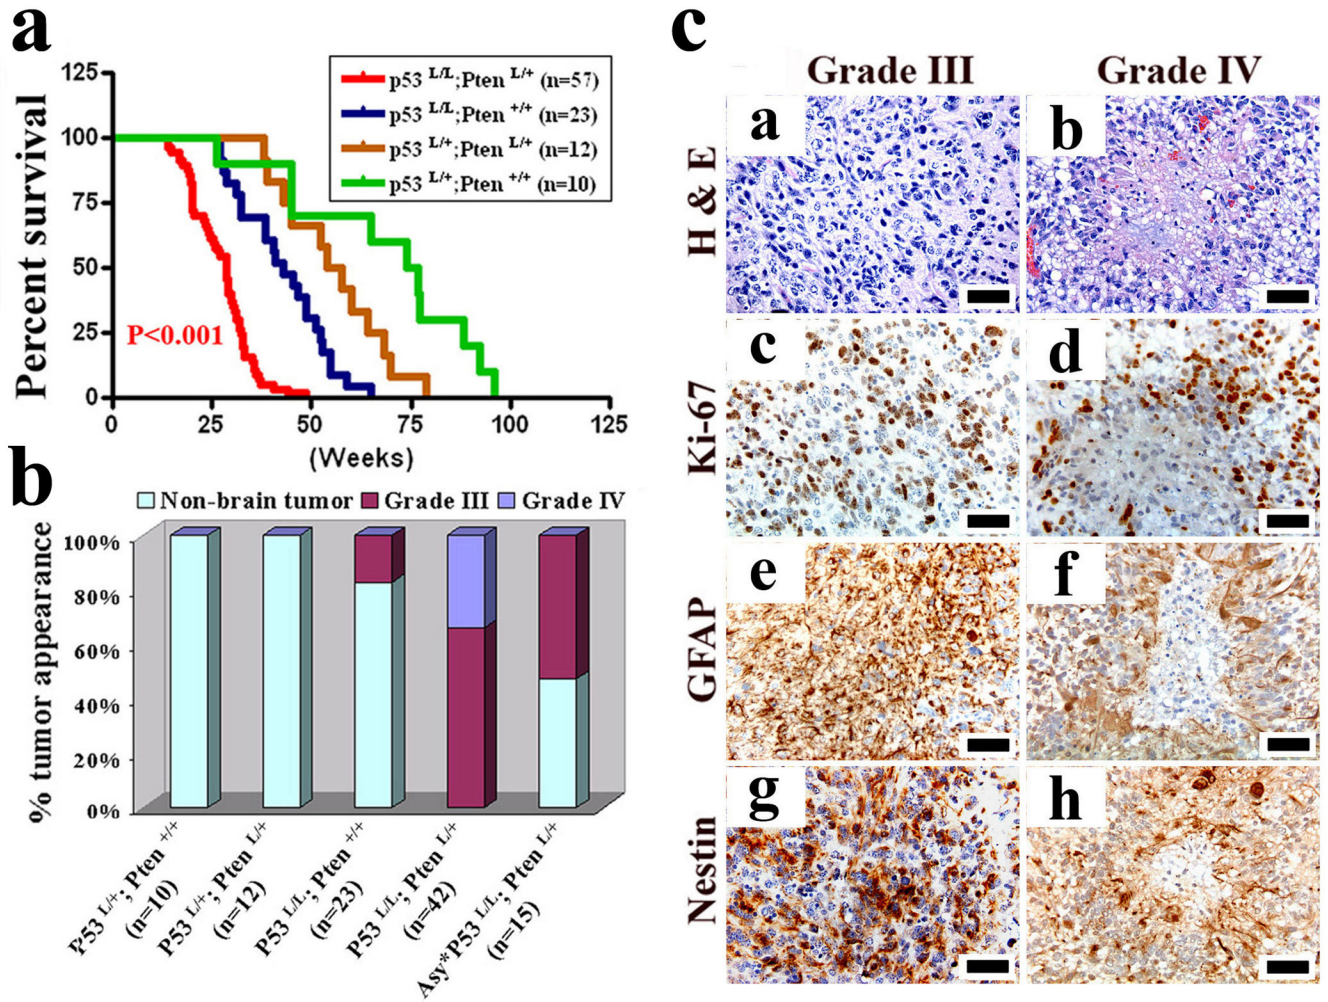 a
Percent survival
125
100
75
50
25
0
p53 L/L;Pten L/+ (n=57)
p53 L/L;Pten +/+ (n=23)
p53 L/+;Pten L/+ (n=12)
p53 L/+;Pten +/+ (n=10)
P<0.001
0 25 50 75 100 125
(Weeks)
b
Non-brain tumor Grade III Grade IV
% tumor appearance
100%
80%
60%
40%
20%
0%
P53 L/+; Pten +/+
(n=10)
P53 L/+; Pten L/+
(n=12)
P53 L/L; Pten +/+
(n=23)
P53 L/L; Pten L/+
(n=42)
Asy*P53 L/L; Pten L/+
(n=15)
c
Grade III Grade IV
H & E
a b
Ki-67
c d
GFAP
e f
Nestin
g h